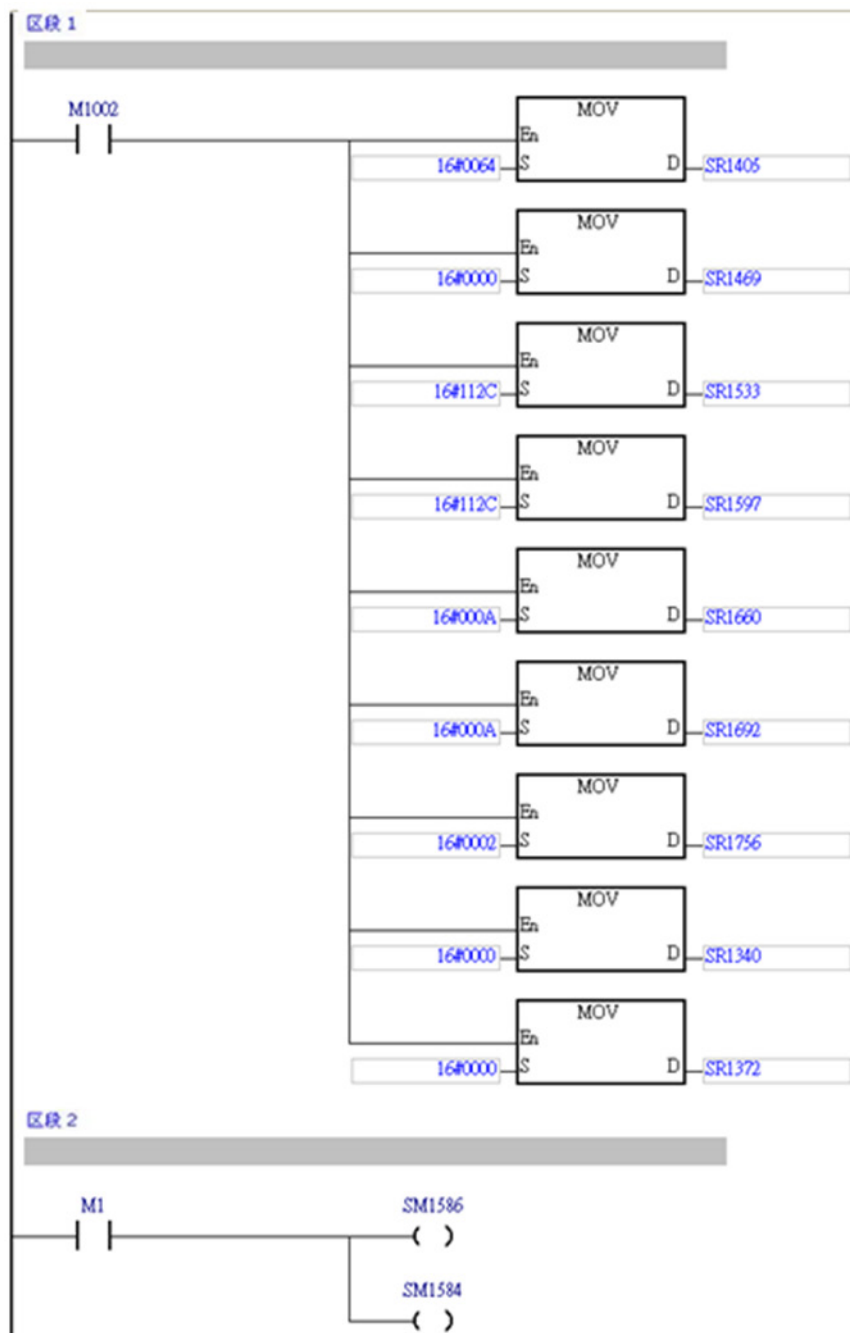 区段 1
M1002
MOV
En
16#0064 S D SR1405
MOV
En
16#0000 S D SR1469
MOV
En
16#112C S D SR1533
MOV
En
16#112C S D SR1597
MOV
En
16#000A S D SR1660
MOV
En
16#000A S D SR1692
MOV
En
16#0002 S D SR1756
MOV
En
16#0000 S D SR1340
MOV
En
16#0000 S D SR1372
区段 2
M1 SM1586
SM1584